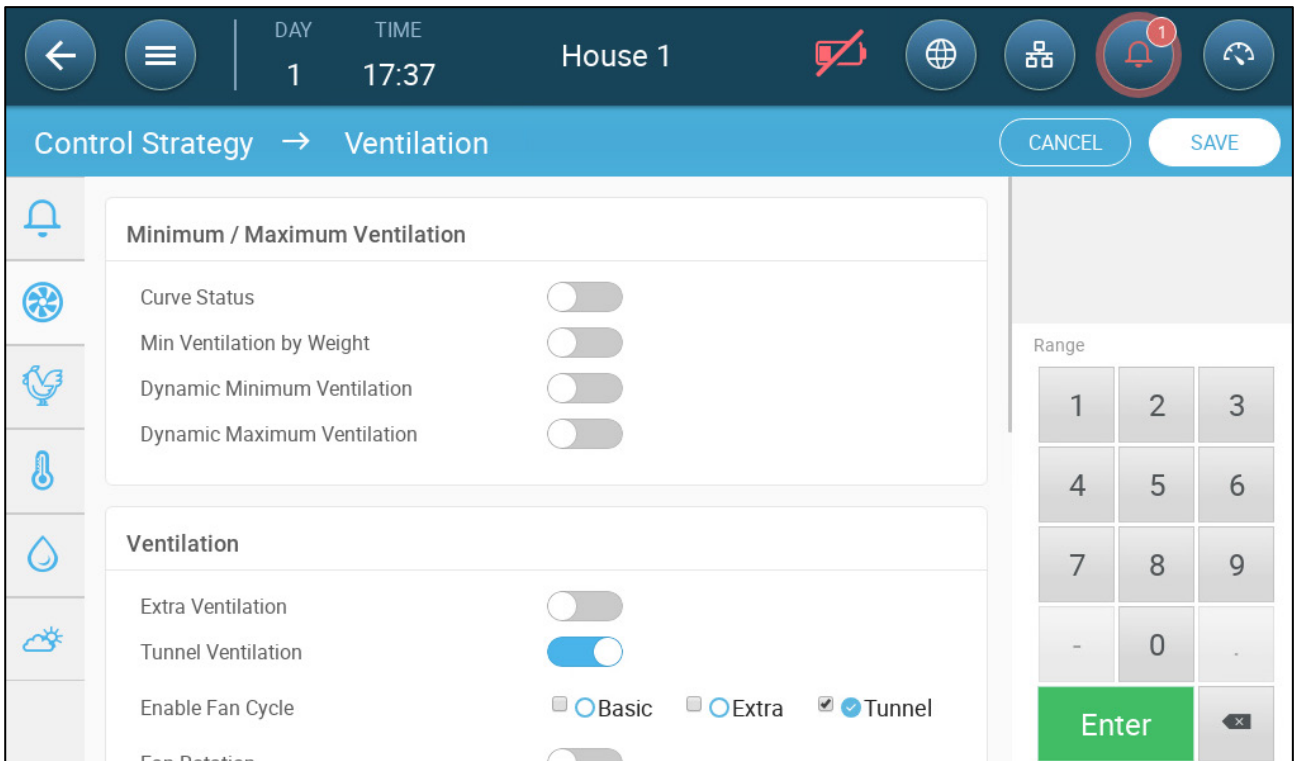 DAY TIME
1 17:37
House 1
1
Control Strategy → Ventilation
CANCEL SAVE
Minimum / Maximum Ventilation
Curve Status
Min Ventilation by Weight
Dynamic Minimum Ventilation
Dynamic Maximum Ventilation
Ventilation
Extra Ventilation
Tunnel Ventilation
Enable Fan Cycle Basic Extra Tunnel
Fan Rotation
Range
1 2 3
4 5 6
7 8 9
- 0 .
Enter